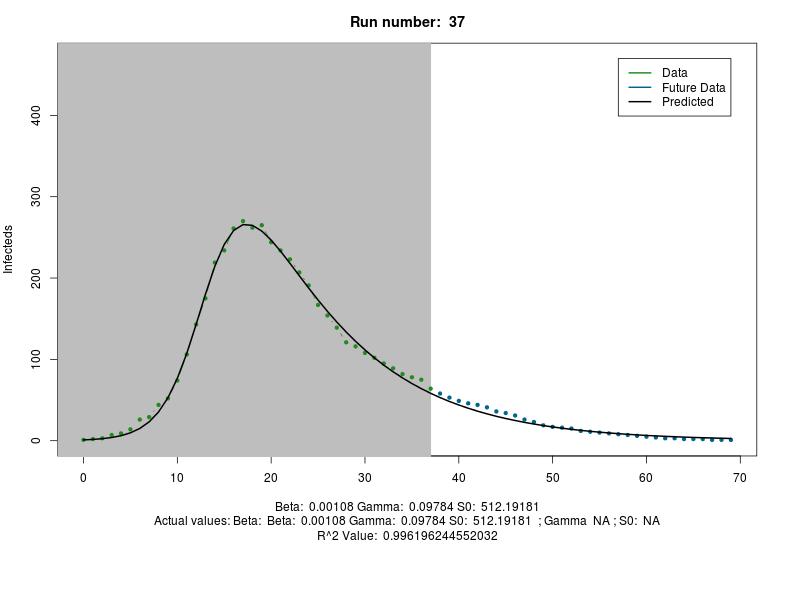 Run number: 37
Data
Future Data
Predicted
Infecteds
400
300
200
100
0
0 10 20 30 40 50 60 70
Beta: 0.00108 Gamma: 0.09784 S0: 512.19181
Actual values: Beta: Beta: 0.00108 Gamma: 0.09784 S0: 512.19181 ; Gamma NA ; S0: NA
R^2 Value: 0.996196244552032